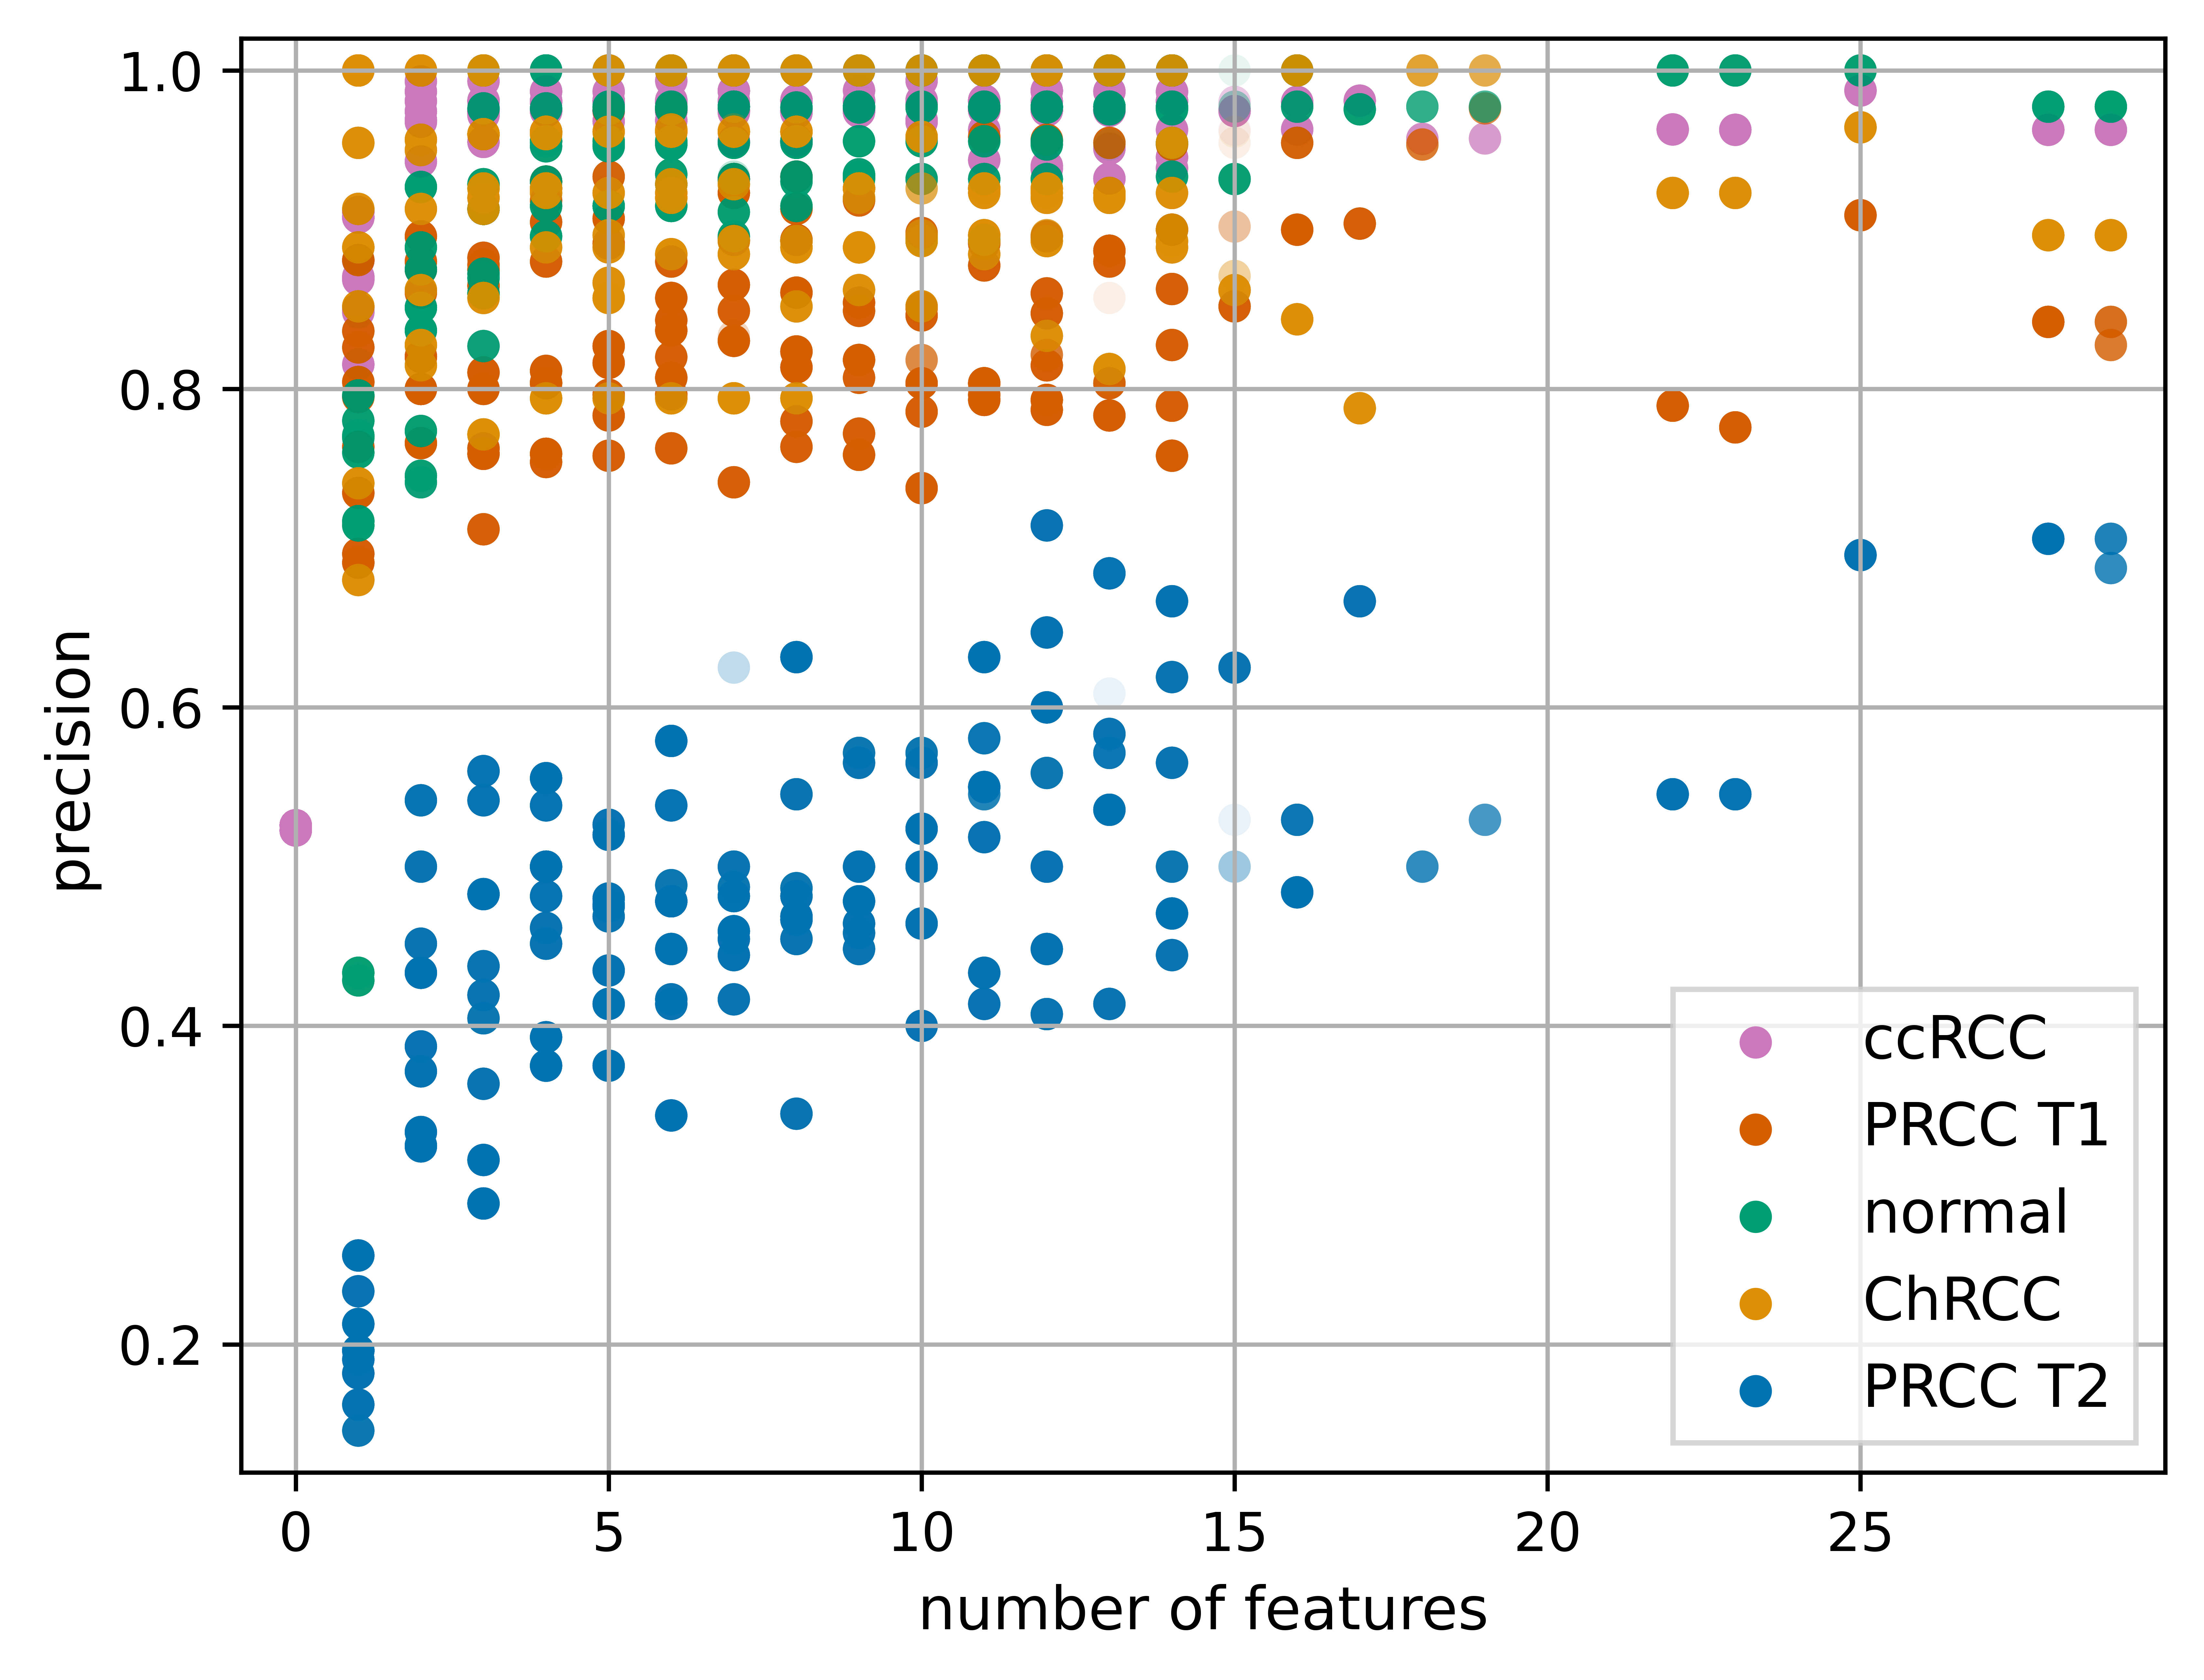 1.0
0.8
0.6
0.4
0.2
precision
0
5
10
15
20
25
number of features
ccRCC
PRCC T1
normal
ChRCC
PRCC T2